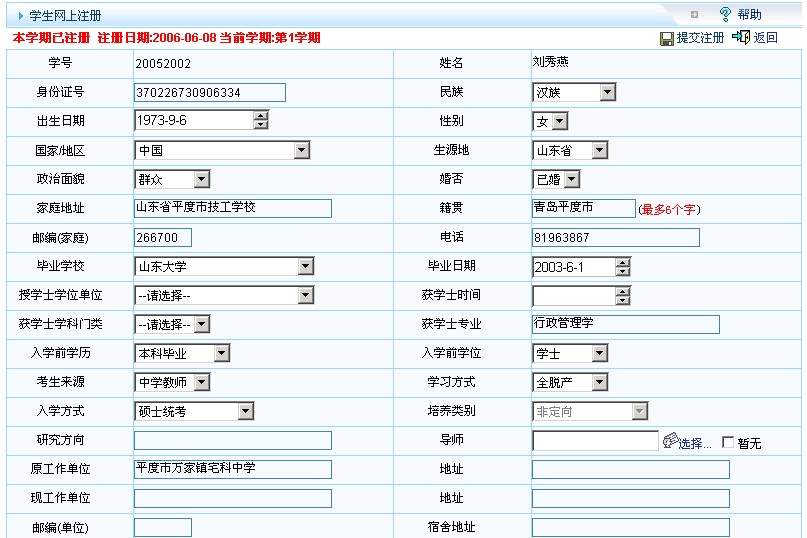 学生网上注册 帮助
本学期已注册 注册日期:2006-06-08 当前学期:第1学期 提交注册 返回
学号 20052002 姓名 刘秀燕
身份证号 370226730906334 民族 汉族
出生日期 1973-9-6 性别 女
国家/地区 中国 生源地 山东省
政治面貌 群众 婚否 已婚
家庭地址 山东省平度市技工学校 籍贯 青岛平度市 (最多6个字)
邮编(家庭) 266700 电话 81963867
毕业学校 山东大学 毕业日期 2003-6-1
授学士学位单位 --请选择-- 获学士时间
获学士学科门类 --请选择-- 获学士专业 行政管理学
入学前学历 本科毕业 入学前学位 学士
考生来源 中学教师 学习方式 全脱产
入学方式 硕士统考 培养类别 非定向
研究方向 导师 选择... 暂无
原工作单位 平度市万家镇宅科中学 地址
现工作单位 地址
邮编(单位) 宿舍地址